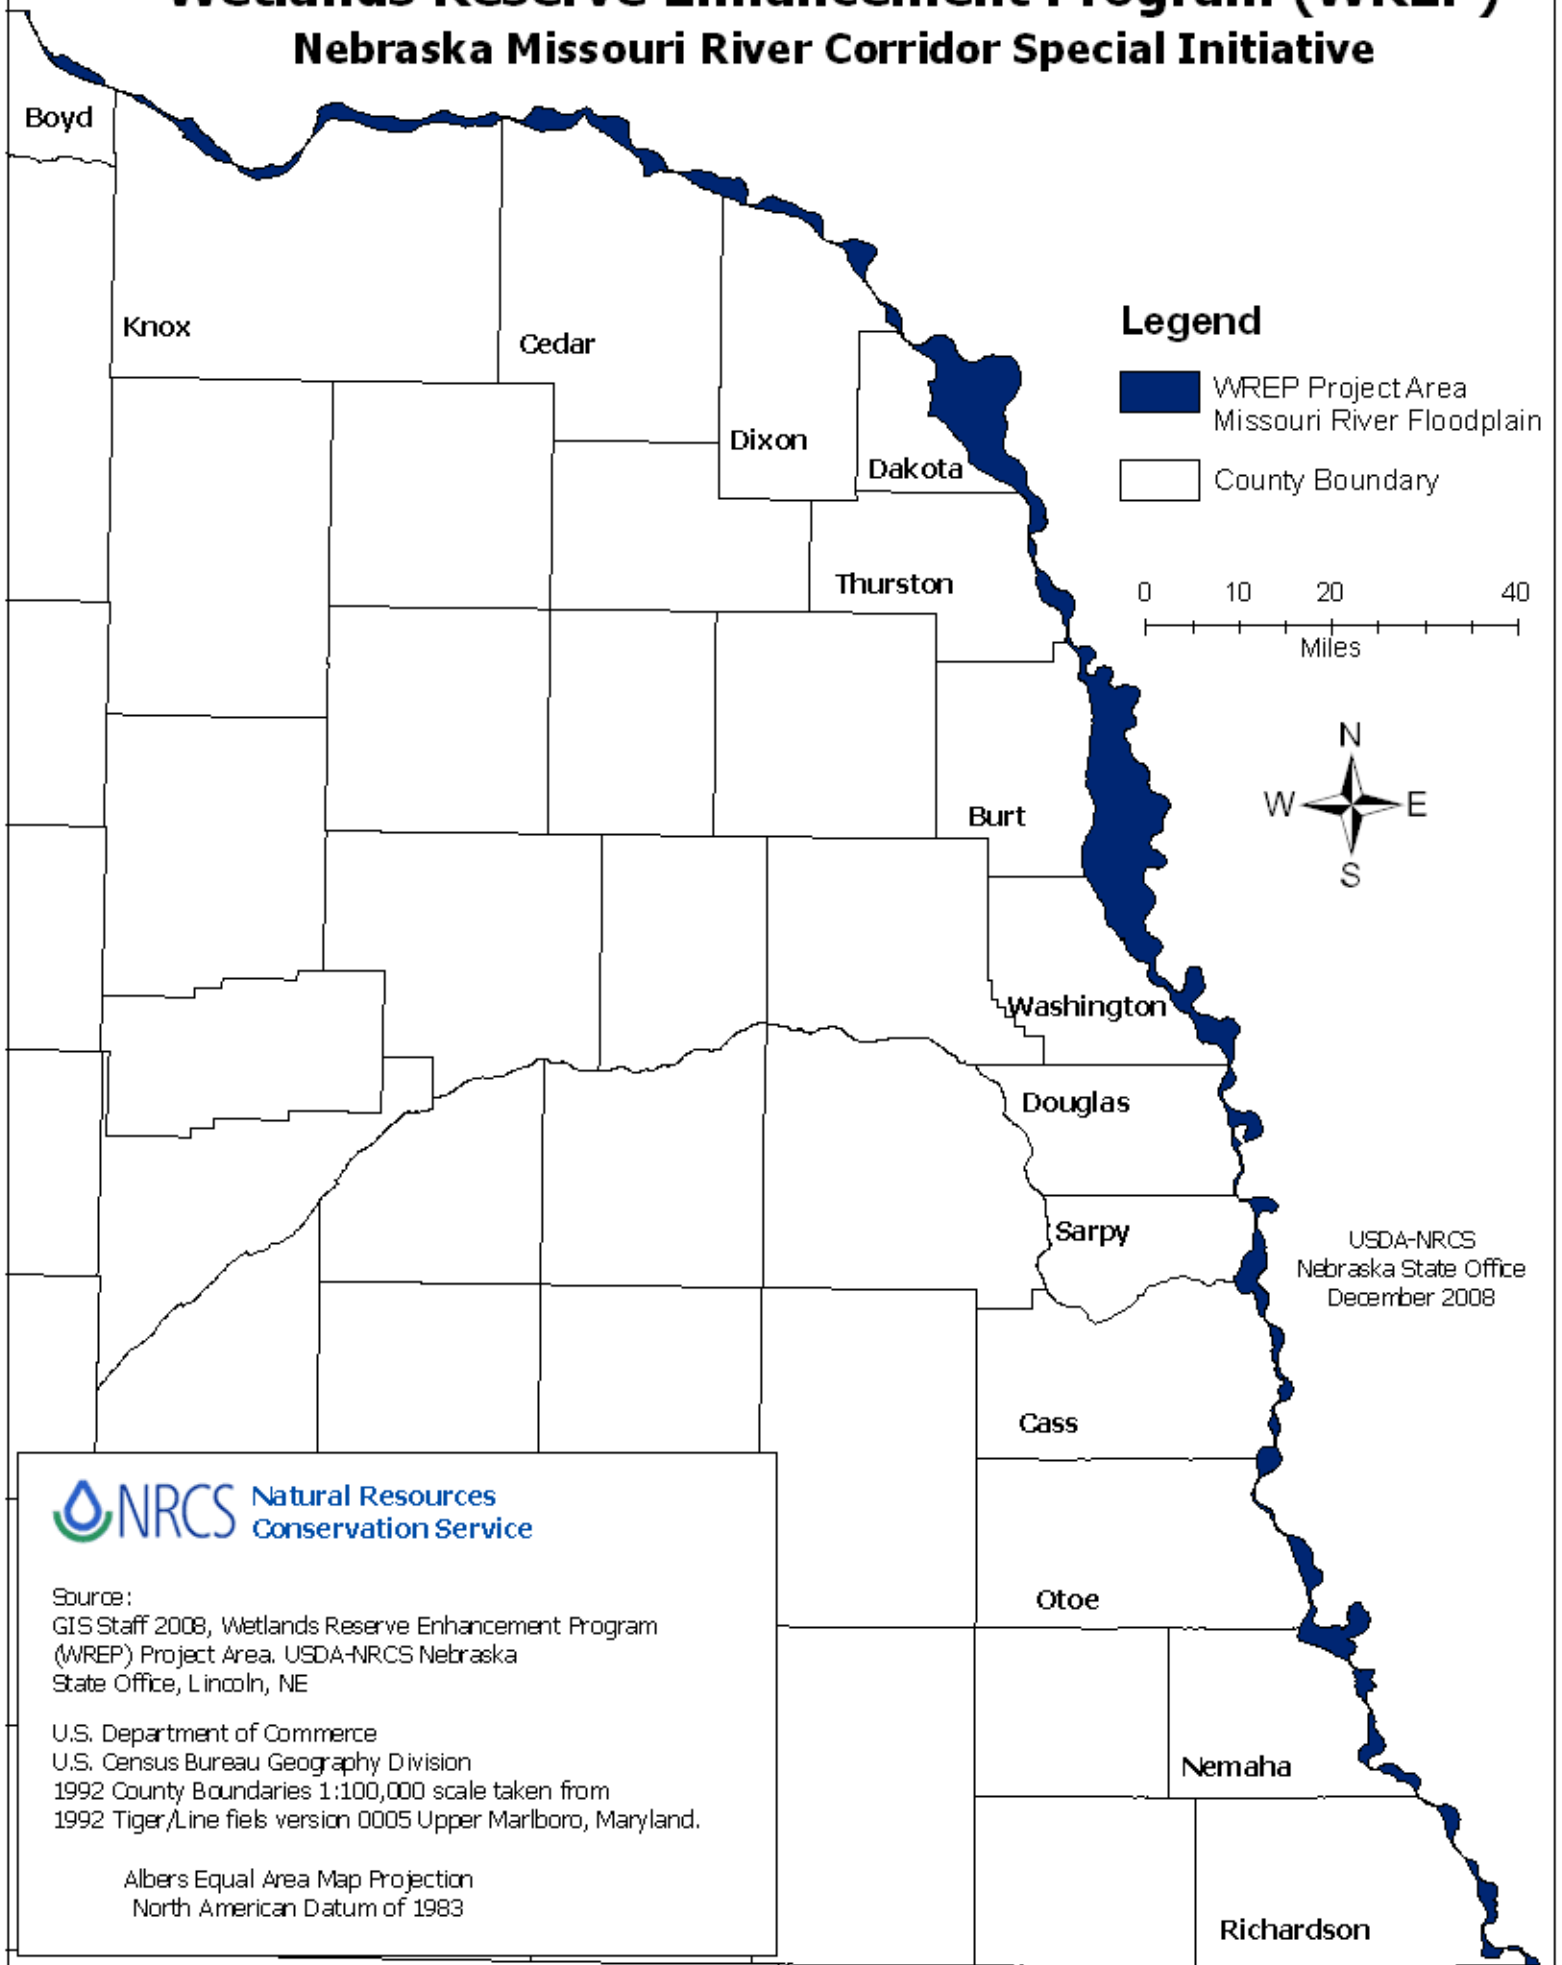 Wetlands Reserve Enhancement Program (WREP)
Nebraska Missouri River Corridor Special Initiative
Boyd
Knox
Cedar
Dixon
Dakota
Thurston
Burt
Washington
Douglas
Sarpy
Cass
Otoe
Nemaha
Richardson
Legend
WREP Project Area
Missouri River Floodplain
County Boundary
0 10 20 40
Miles
N
W E
S
USDA-NRCS
Nebraska State Office
December 2008
NRCS Natural Resources
Conservation Service
Source:
GIS Staff 2008, Wetlands Reserve Enhancement Program
(WREP) Project Area. USDA-NRCS Nebraska
State Office, Lincoln, NE
U.S. Department of Commerce
U.S. Census Bureau Geography Division
1992 County Boundaries 1:100,000 scale taken from
1992 Tiger/Line fiels version 0005 Upper Marlboro, Maryland.
Albers Equal Area Map Projection
North American Datum of 1983